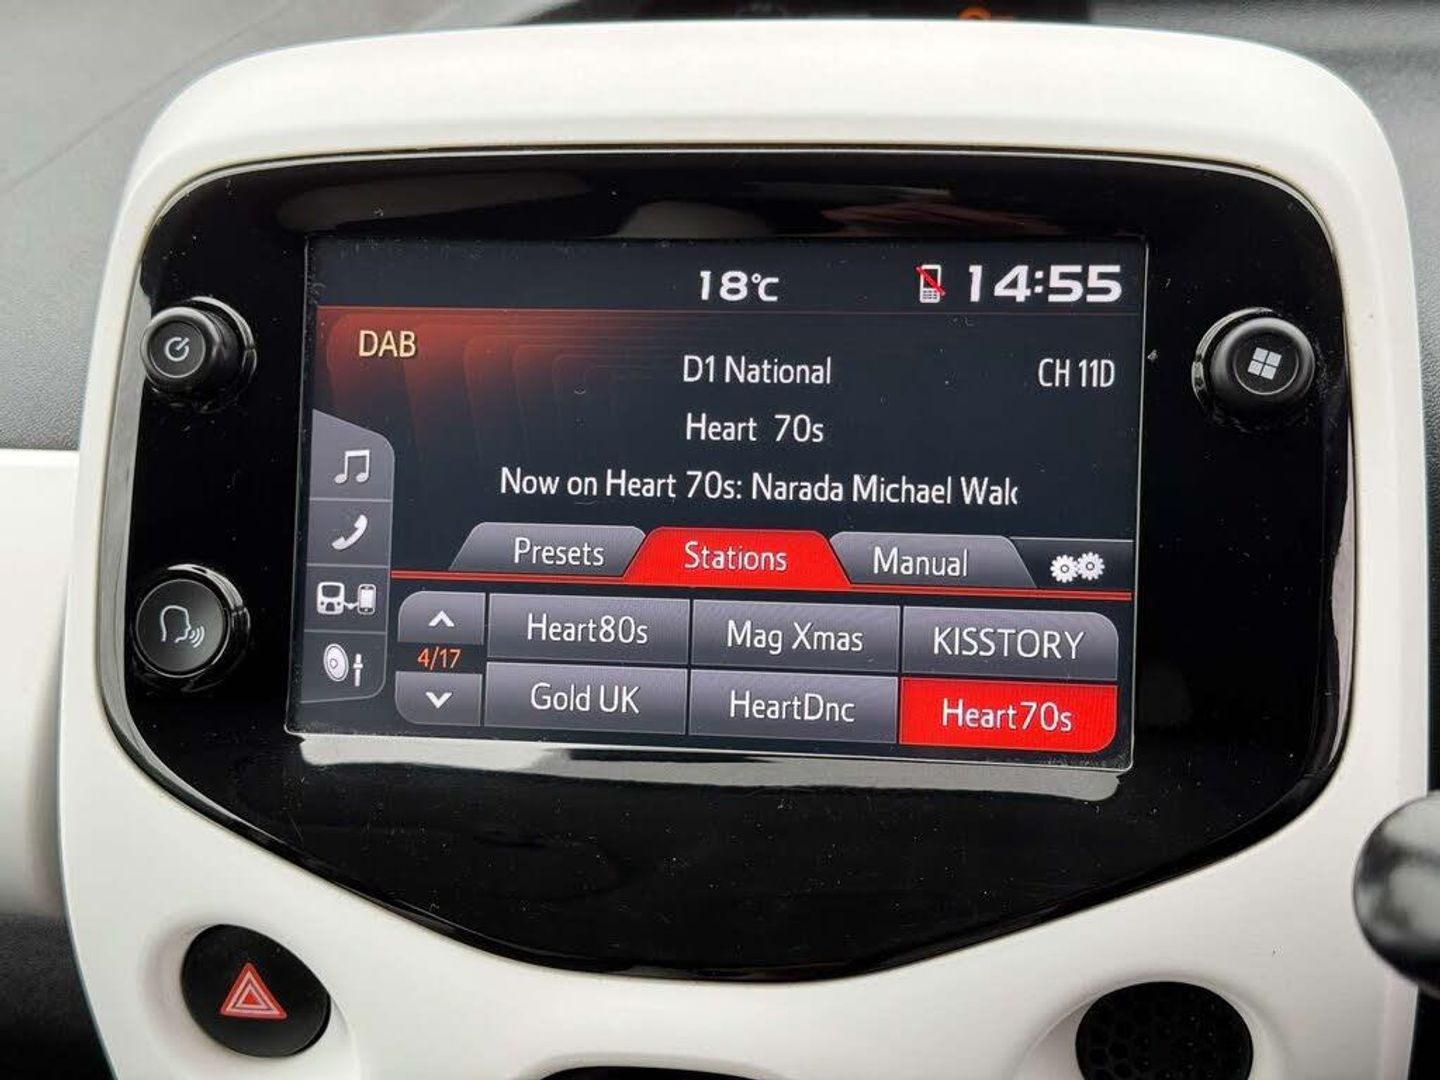 18°C 14:55
DAB
D1 National CH 11D
Heart 70s
Now on Heart 70s: Narada Michael Walk
Presets Stations Manual
Heart80s Mag Xmas KISSTORY
4/17
Gold UK HeartDnc Heart70s